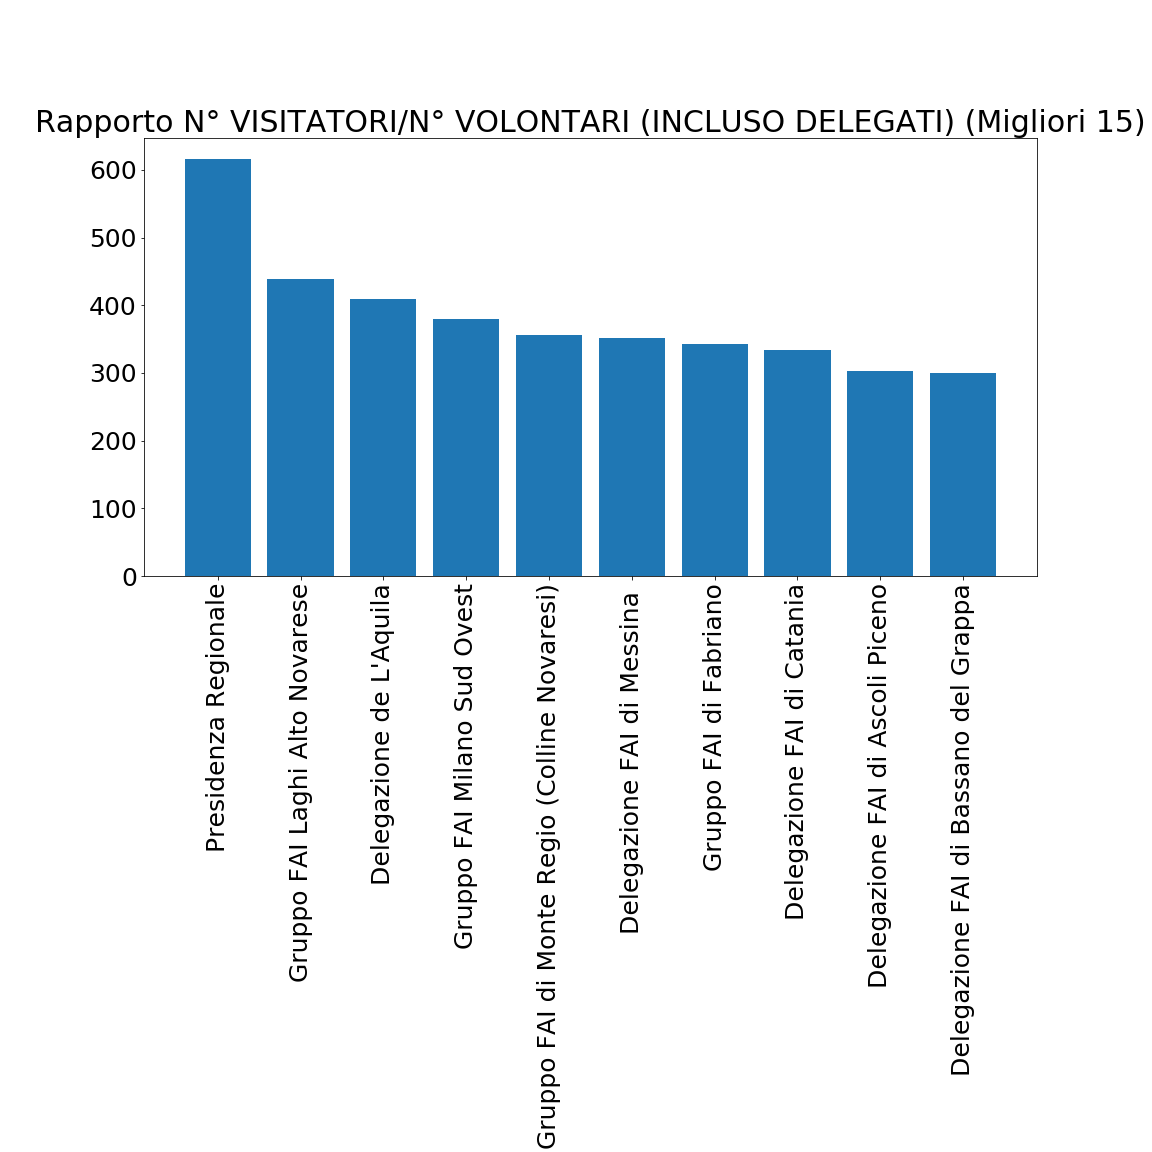 Rapporto N° VISITATORI/N° VOLONTARI (INCLUSO DELEGATI) (Migliori 15)
600
500
400
300
200
100
0
Presidenza Regionale
Gruppo FAI Laghi Alto Novarese
Delegazione de L'Aquila
Gruppo FAI Milano Sud Ovest
Gruppo FAI di Monte Regio (Colline Novaresi)
Delegazione FAI di Messina
Gruppo FAI di Fabriano
Delegazione FAI di Catania
Delegazione FAI di Ascoli Piceno
Delegazione FAI di Bassano del Grappa